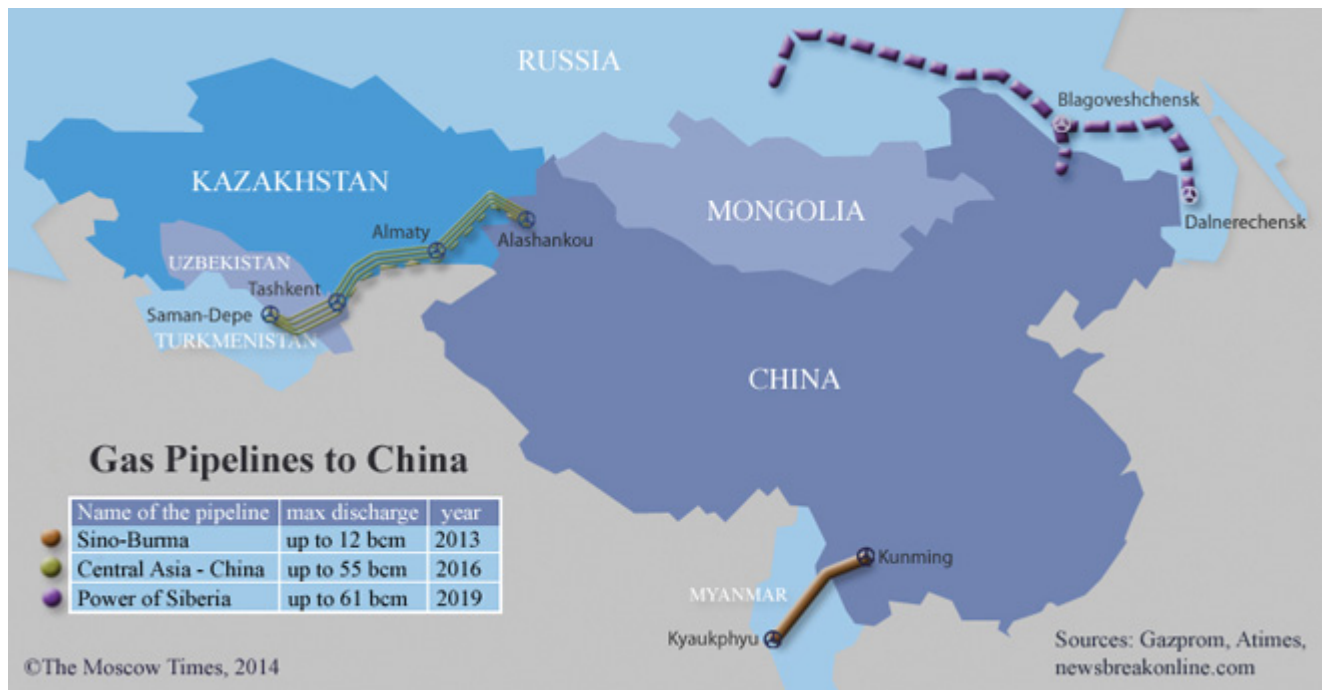 RUSSIA
Blagoveshchensk
KAZAKHSTAN
MONGOLIA
Dalnerechensk
Almaty
Alashankou
UZBEKISTAN
Tashkent
Saman-Depe
TURKMENISTAN
CHINA
Gas Pipelines to China
Name of the pipeline max discharge year
Sino-Burma up to 12 bcm 2013
Central Asia - China up to 55 bcm 2016
Power of Siberia up to 61 bcm 2019
Kunming
MYANMAR
Kyaukphyu
Sources: Gazprom, Atimes,
newsbreakonline.com
©The Moscow Times, 2014